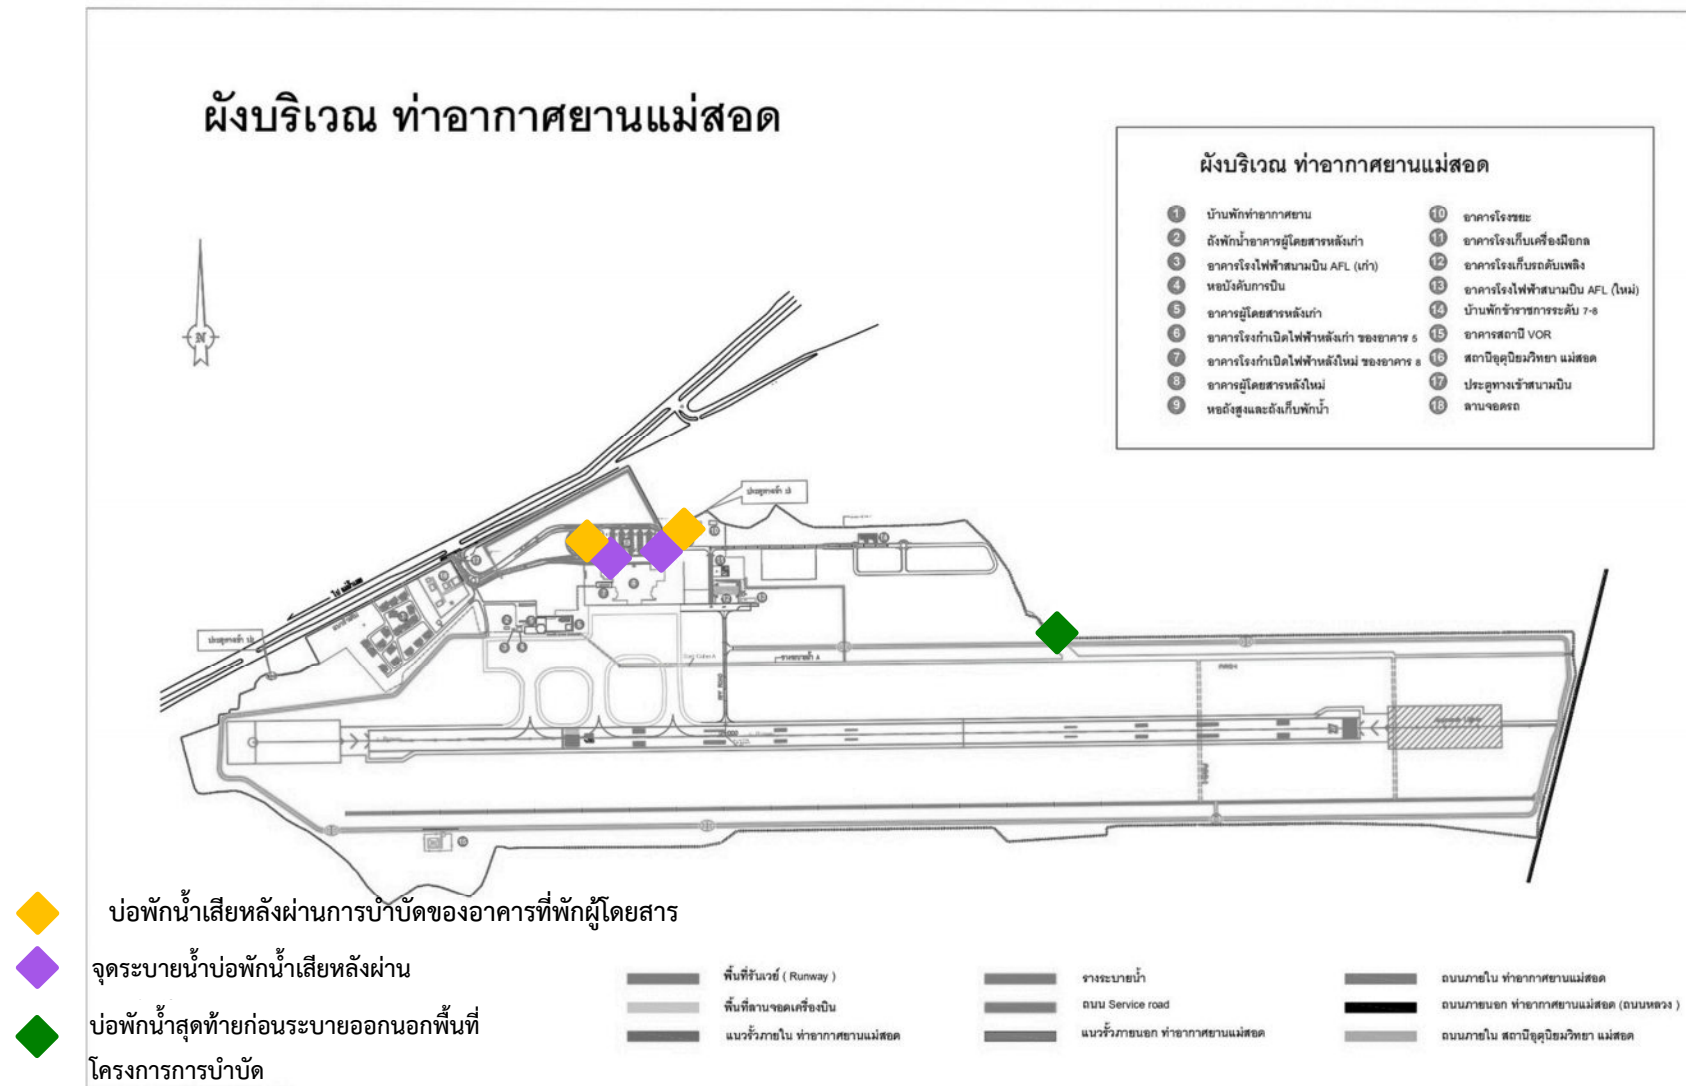 ผังบริเวณ ท่าอากาศยานแม่สอด
ผังบริเวณ ท่าอากาศยานแม่สอด
1 บ้านพักท่าอากาศยาน
2 ถังพักน้ำอาคารผู้โดยสารหลังเก่า
3 อาคารโรงไฟฟ้าสนามบิน AFL (เก่า)
4 หอบังคับการบิน
5 อาคารผู้โดยสารหลังเก่า
6 อาคารโรงกำเนิดไฟฟ้าหลังเก่า ของอาคาร 5
7 อาคารโรงกำเนิดไฟฟ้าหลังใหม่ ของอาคาร 8
8 อาคารผู้โดยสารหลังใหม่
9 หอถังสูงและถังเก็บพักน้ำ
10 อาคารโรงขยะ
11 อาคารโรงเก็บเครื่องมือกล
12 อาคารโรงเก็บรถดับเพลิง
13 อาคารโรงไฟฟ้าสนามบิน AFL (ใหม่)
14 บ้านพักข้าราชการระดับ 7-8
15 อาคารสถานี VOR
16 สถานีอุตุนิยมวิทยา แม่สอด
17 ประตูทางเข้าสนามบิน
18 ลานจอดรถ
N
บ่อพักน้ำเสียหลังผ่านการบำบัดของอาคารที่พักผู้โดยสาร
จุดระบายน้ำบ่อพักน้ำเสียหลังผ่าน
บ่อพักน้ำสุดท้ายก่อนระบายออกนอกพื้นที่
โครงการการบำบัด
พื้นที่รันเวย์ ( Runway )
พื้นที่ลานจอดเครื่องบิน
แนวรั้วภายใน ท่าอากาศยานแม่สอด
รางระบายน้ำ
ถนน Service road
แนวรั้วภายนอก ท่าอากาศยานแม่สอด
ถนนภายใน ท่าอากาศยานแม่สอด
ถนนภายนอก ท่าอากาศยานแม่สอด (ถนนหลวง )
ถนนภายใน สถานีอุตุนิยมวิทยา แม่สอด